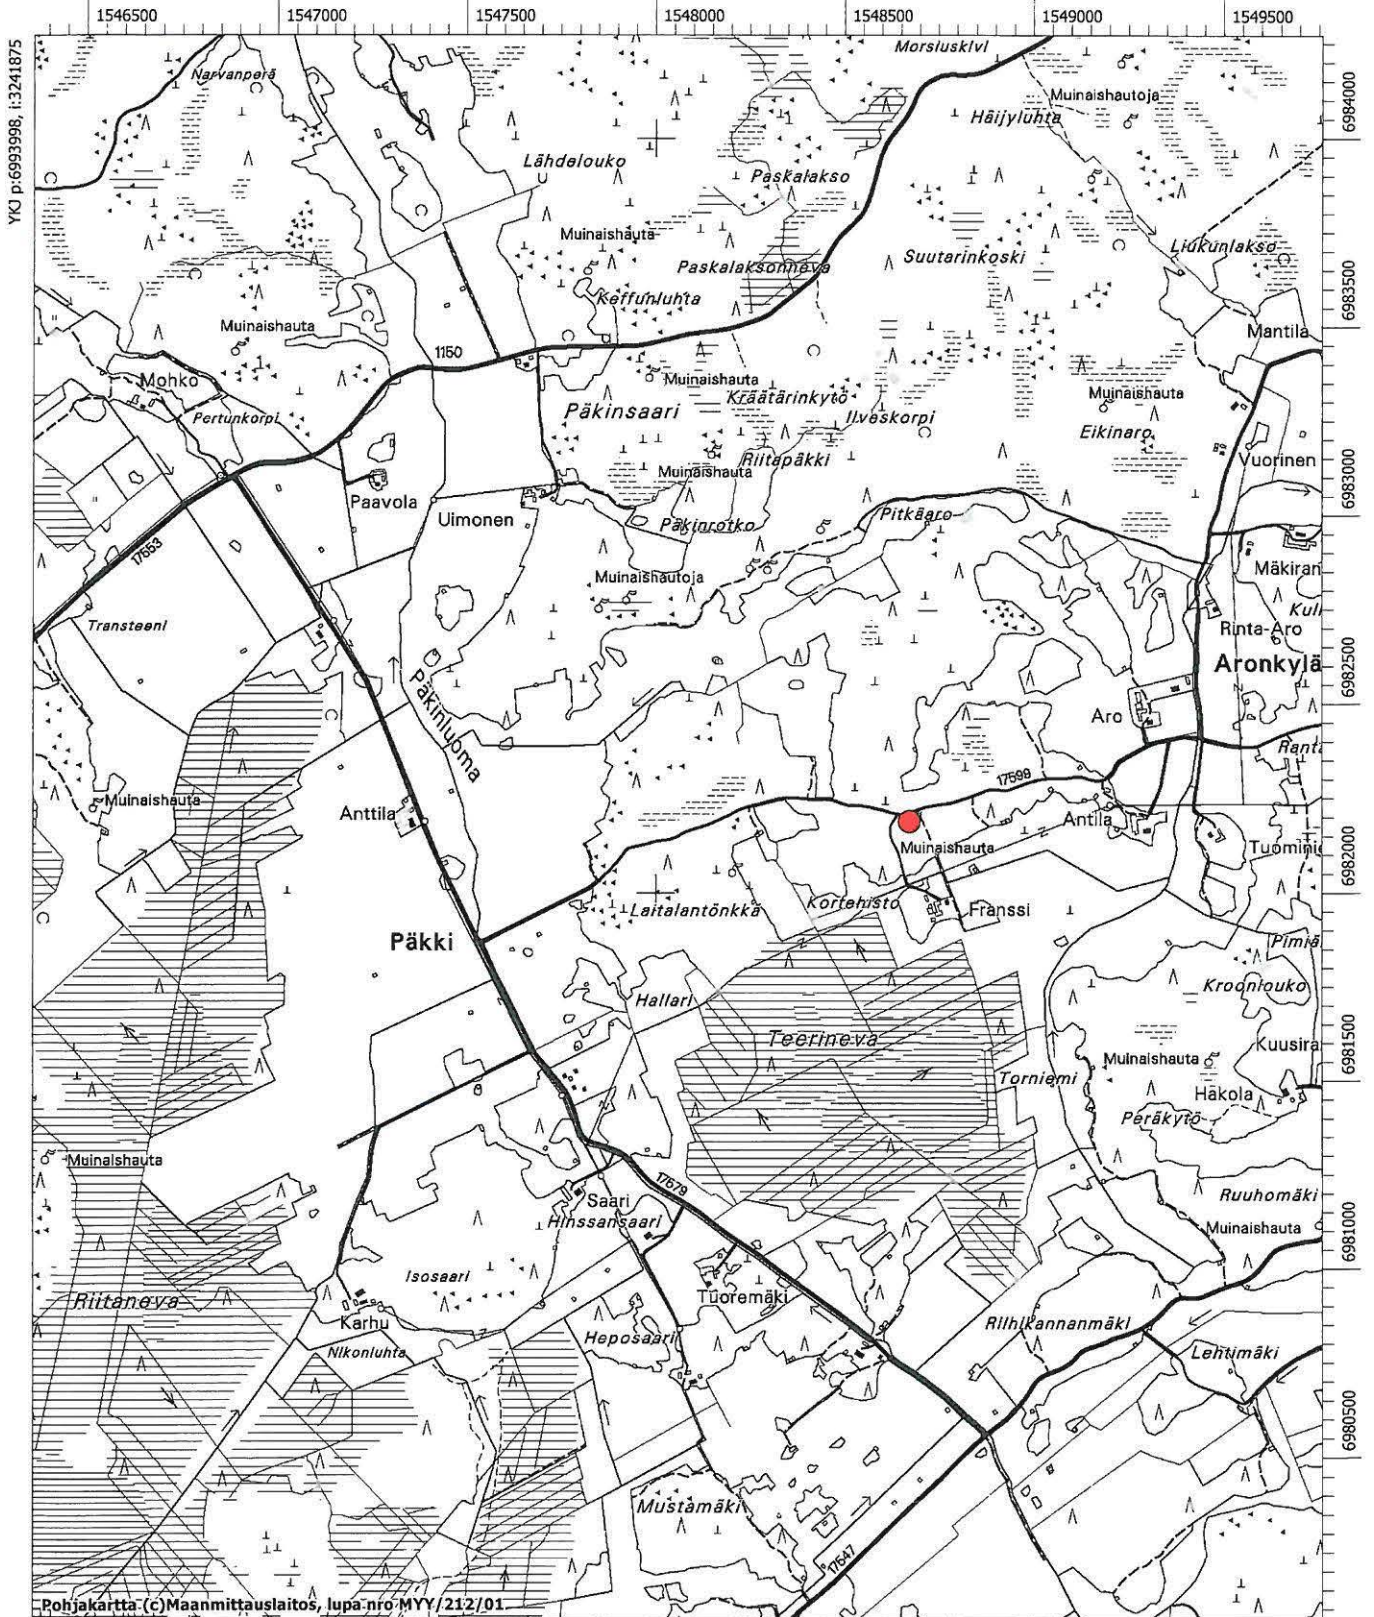 1546500 1547000 1547500 1548000 1548500 1549000 1549500
YKJ p:6993998, i:3241875
Morsiuskivi
Narvanperä
6984000
Muinaishautoja
Häijyluhta
Lähdelouko
Paskalakso
Muinaishauta
Liukunlakso
Suutarinkoski
Paskalaksonneva
6983500
Keffunluhta
Muinaishauta
Mantila
1150
Mohko
Muinaishauta
Kräätärinkytö
Muinaishauta
Päkinsaari
Ilveskorpi
Pertunkorpi
Eikinaro
Riitapäkki
Vuorinen
Muinaishauta
6983000
Paavola
Uimonen
Päkinrotko
Pitkäaro
17553
Mäkiran
Muinaishautoja
Kull
Transteeni
Rinta-Aro
Aronkylä
6982500
Päkinluoma
Aro
Ranta
17599
Muinaishauta
Anttila
Antila
Muinaishauta
Tuominie
6982000
Laitalantönkkä
Kortehisto
Franssi
Päkki
Pimiä
Kroonlouko
Hallari
Teerineva
6981500
Kuusira
Muinaishauta
Torniemi
Häkola
Peräkytö
Muinaishauta
17679
Saari
Ruuhomäki
Hinssansaari
Muinaishauta
6981000
Isosaari
Tuoremäki
Riitaneva
Karhu
Riihikannanmäki
Heposaari
Nikonluhta
Lehtimäki
6980500
Mustamäki
17647
Pohjakartta (c)Maanmittauslaitos, lupa nro MYY/212/01